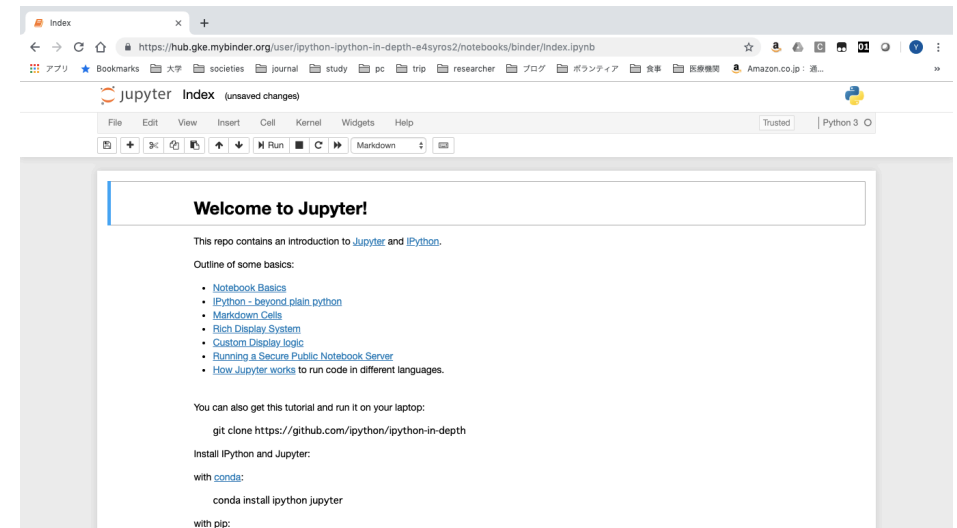 Index
https://hub.gke.mybinder.org/user/ipython-ipython-in-depth-e4syros2/notebooks/binder/Index.ipynb
アプリ Bookmarks 大学 societies journal study pc trip researcher ブログ ボランティア 食事 医療機関 Amazon.co.jp : 通...
jupyter Index (unsaved changes)
File Edit View Insert Cell Kernel Widgets Help Trusted Python 3
Run Markdown
Welcome to Jupyter!
This repo contains an introduction to Jupyter and IPython.
Outline of some basics:
Notebook Basics
IPython - beyond plain python
Markdown Cells
Rich Display System
Custom Display logic
Running a Secure Public Notebook Server
How Jupyter works to run code in different languages.
You can also get this tutorial and run it on your laptop:
git clone https://github.com/ipython/ipython-in-depth
Install IPython and Jupyter:
with conda:
conda install ipython jupyter
with pip: